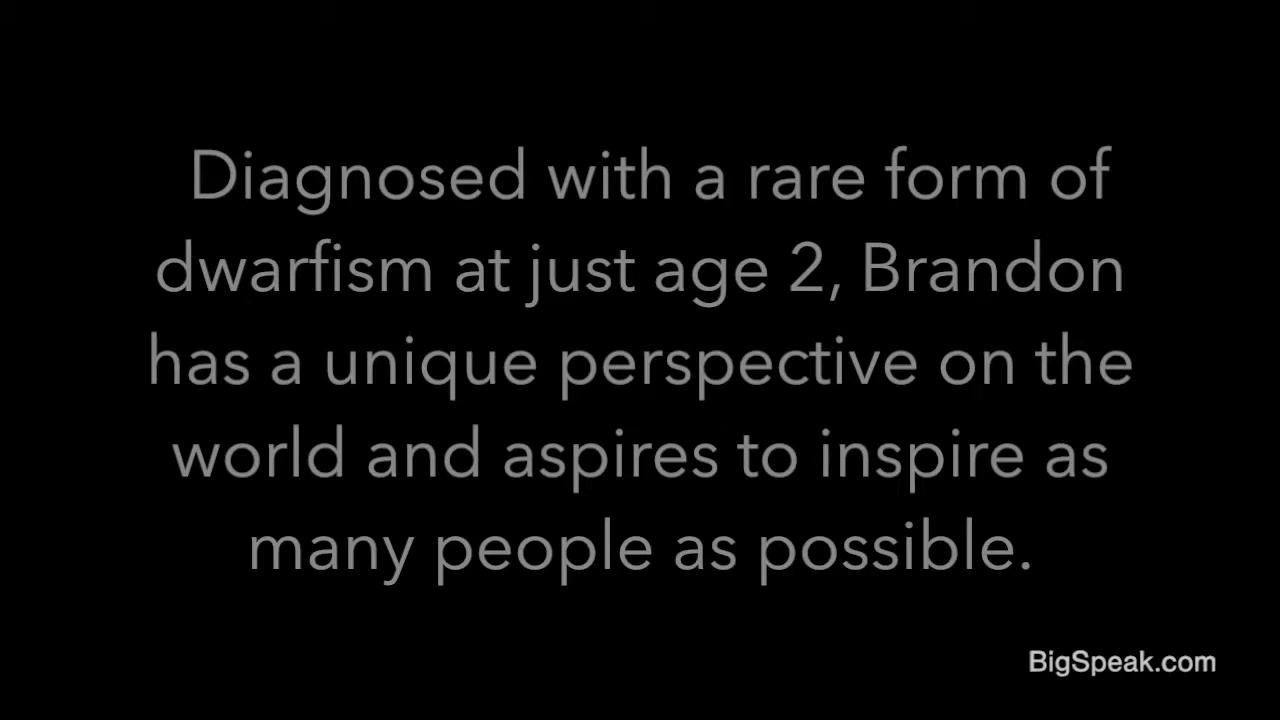 Diagnosed with a rare form of
dwarfism at just age 2, Brandon
has a unique perspective on the
world and aspires to inspire as
many people as possible.
BigSpeak.com